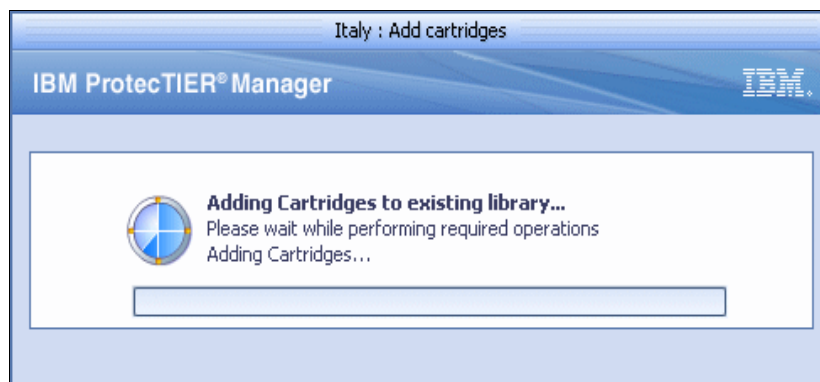 Italy : Add cartridges
IBM ProtecTIER® Manager
IBM.
Adding Cartridges to existing library...
Please wait while performing required operations
Adding Cartridges...